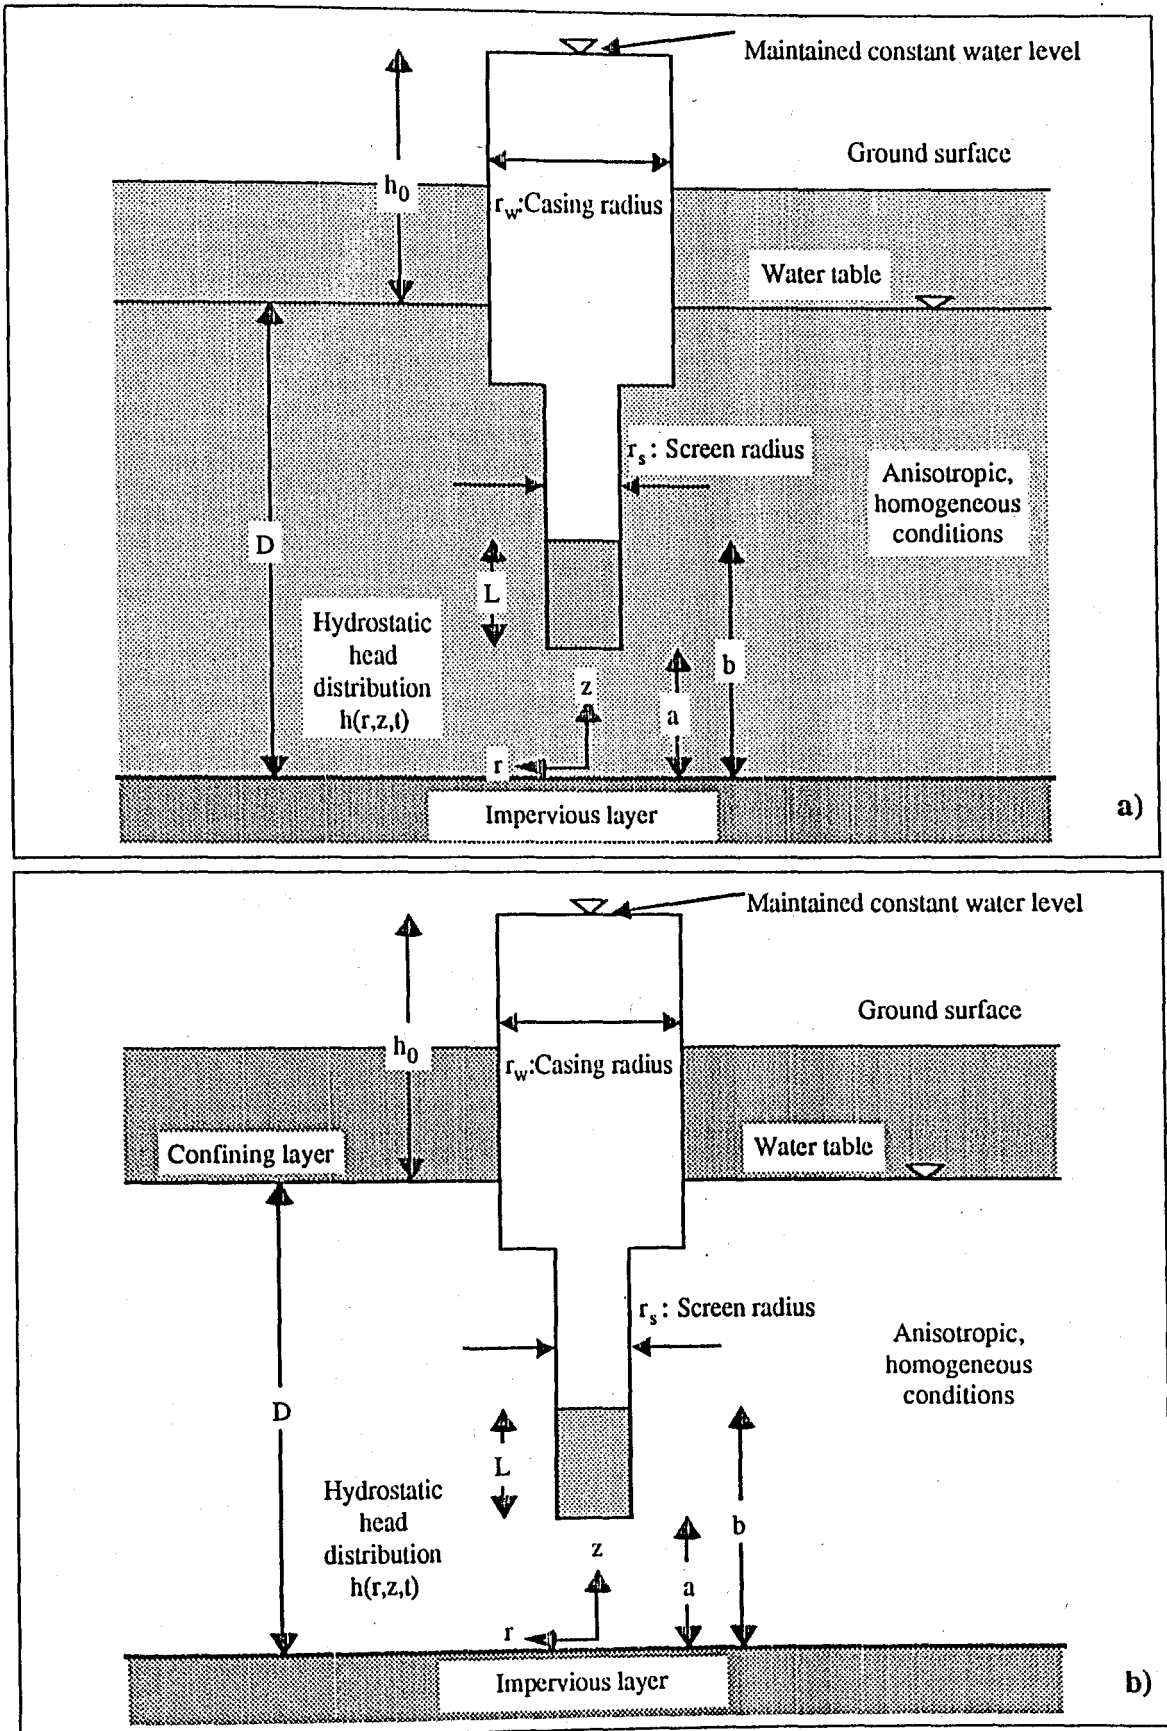 Maintained constant water level
Ground surface
h0
rw:Casing radius
Water table
rs: Screen radius
Anisotropic,
homogeneous
conditions
D
L
Hydrostatic
head
distribution
h(r,z,t)
z
b
a
r
Impervious layer
a)
Maintained constant water level
Ground surface
h0
rw:Casing radius
Confining layer
Water table
rs: Screen radius
Anisotropic,
homogeneous
conditions
D
L
Hydrostatic
head
distribution
h(r,z,t)
z
b
a
r
Impervious layer
b)